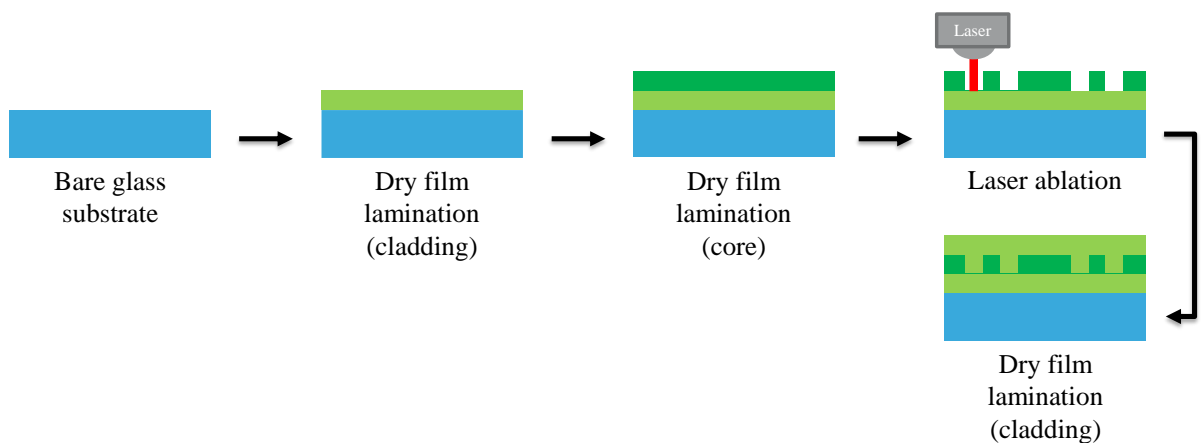 Laser
Bare glass
substrate
Dry film
lamination
(cladding)
Dry film
lamination
(core)
Laser ablation
Dry film
lamination
(cladding)